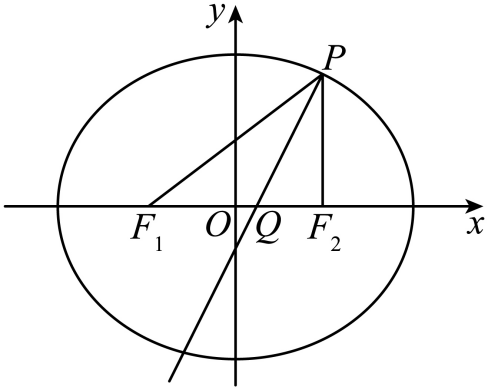 y
P
F₁ O Q F₂ x